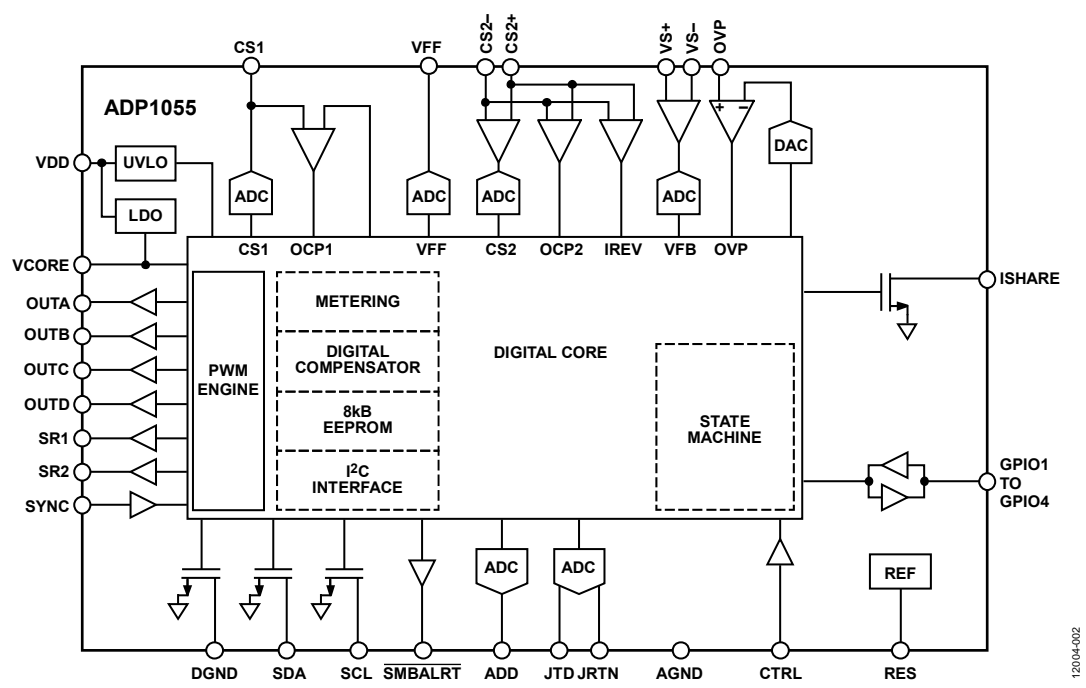 CS1
VFF
CS2–
CS2+
VS+
VS–
OVP
ADP1055
VDD
UVLO
LDO
ADC
ADC
ADC
ADC
DAC
+
–
VCORE
CS1
OCP1
VFF
CS2
OCP2
IREV
VFB
OVP
ISHARE
OUTA
OUTB
OUTC
OUTD
SR1
SR2
SYNC
PWM
ENGINE
METERING
DIGITAL
COMPENSATOR
8kB
EEPROM
I2C
INTERFACE
DIGITAL CORE
STATE
MACHINE
GPIO1
TO
GPIO4
ADC
ADC
REF
DGND
SDA
SCL
SMBALRT
ADD
JTD
JRTN
AGND
CTRL
RES
12004-002